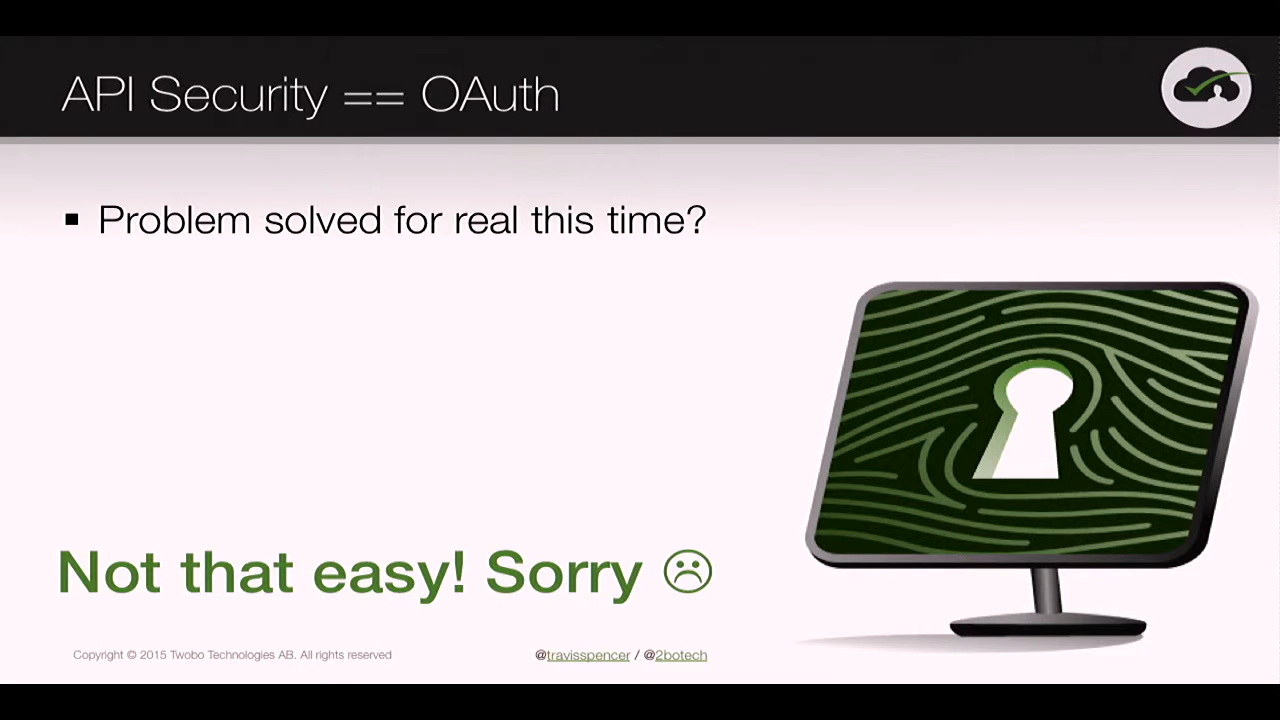 API Security == OAuth
▪ Problem solved for real this time?
Not that easy! Sorry ☹
Copyright © 2015 Twobo Technologies AB. All rights reserved
@travisspencer / @2botech